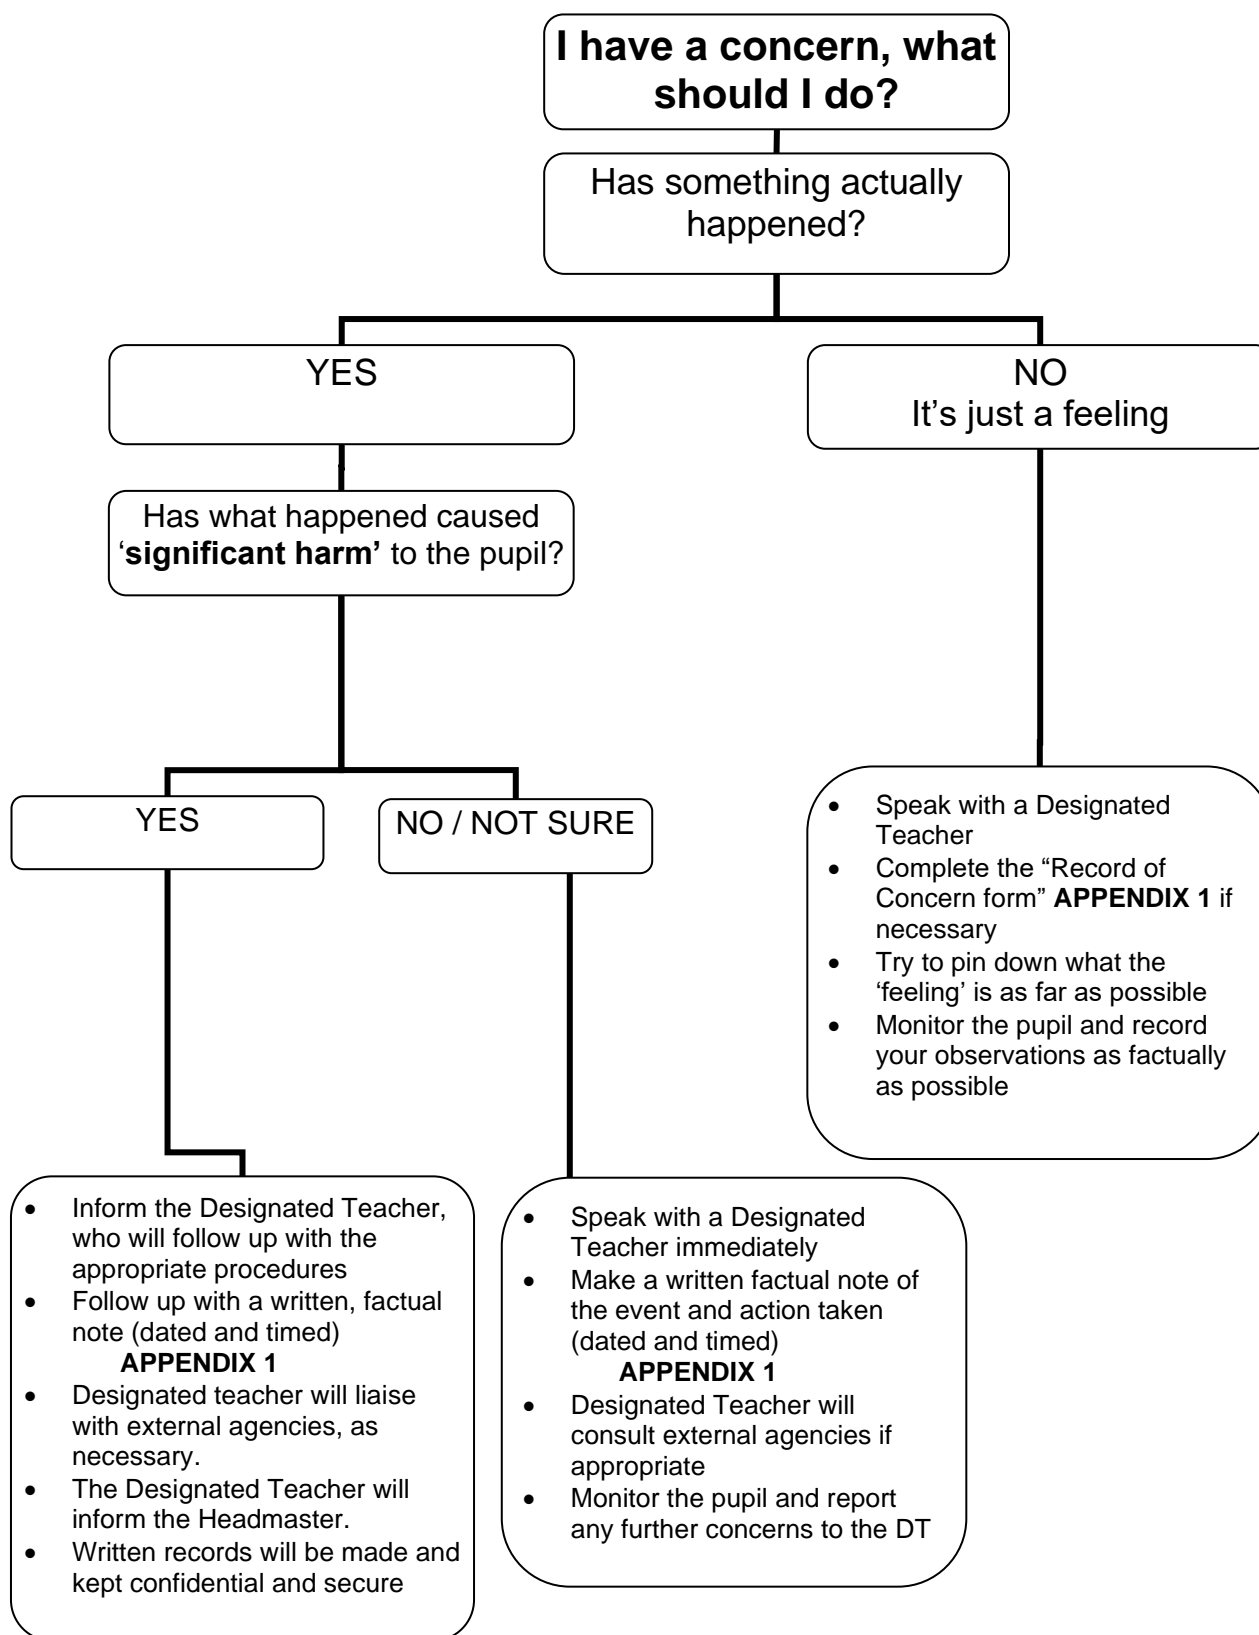 I have a concern, what
should I do?
Has something actually
happened?
YES
NO
It’s just a feeling
Has what happened caused
‘significant harm’ to the pupil?
YES
NO / NOT SURE
• Speak with a Designated
Teacher
• Complete the “Record of
Concern form” APPENDIX 1 if
necessary
• Try to pin down what the
‘feeling’ is as far as possible
• Monitor the pupil and record
your observations as factually
as possible
• Inform the Designated Teacher,
who will follow up with the
appropriate procedures
• Follow up with a written, factual
note (dated and timed)
APPENDIX 1
• Designated teacher will liaise
with external agencies, as
necessary.
• The Designated Teacher will
inform the Headmaster.
• Written records will be made and
kept confidential and secure
• Speak with a Designated
Teacher immediately
• Make a written factual note of
the event and action taken
(dated and timed)
APPENDIX 1
• Designated Teacher will
consult external agencies if
appropriate
• Monitor the pupil and report
any further concerns to the DT